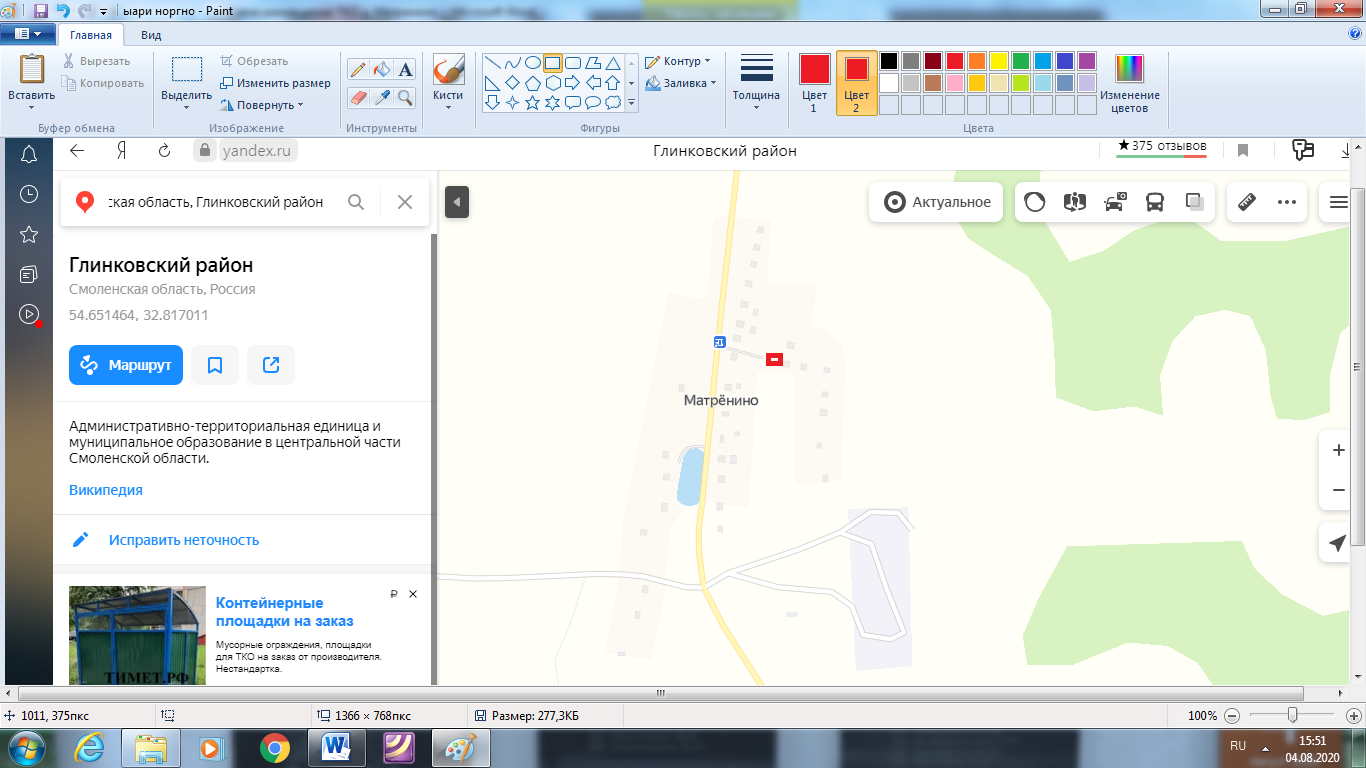 ыари норгно - Paint
Главная
Вид
Вставить
Вырезать
Копировать
Буфер обмена
Выделить
Обрезать
Изменить размер
Повернуть
Изображение
A
Инструменты
Кисти
Контур
Заливка
Фигуры
Толщина
Цвет 1
Цвет 2
Изменение цветов
Цвета
Я
yandex.ru
Глинковский район
★375 отзывов
ская область, Глинковский район
Актуальное
Глинковский район
Смоленская область, Россия
54.651464, 32.817011
Маршрут
Административно-территориальная единица и
муниципальное образование в центральной части
Смоленской области.
Википедия
Исправить неточность
Контейнерные
площадки на заказ
Мусорные ограждения, площадки
для ТКО на заказ от производителя.
Нестандартка.
ТИМЕТ.РФ
Матрёнино
1011, 375пкс
1366 × 768пкс
Размер: 277,3КБ
100%
RU
15:51
04.08.2020